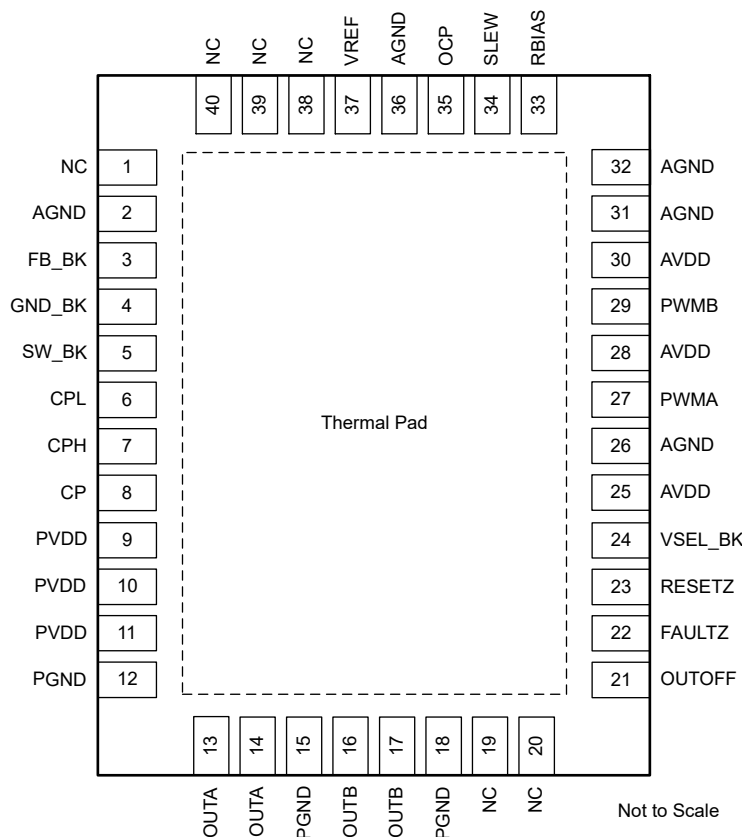 NC
NC
NC
VREF
AGND
OCP
SLEW
RBIAS
40
39
38
37
36
35
34
33
NC 1
AGND 2
FB_BK 3
GND_BK 4
SW_BK 5
CPL 6
CPH 7
CP 8
PVDD 9
PVDD 10
PVDD 11
PGND 12
Thermal Pad
32 AGND
31 AGND
30 AVDD
29 PWMB
28 AVDD
27 PWMA
26 AGND
25 AVDD
24 VSEL_BK
23 RESETZ
22 FAULTZ
21 OUTOFF
13
14
15
16
17
18
19
20
OUTA
OUTA
PGND
OUTB
OUTB
PGND
NC
NC
Not to Scale